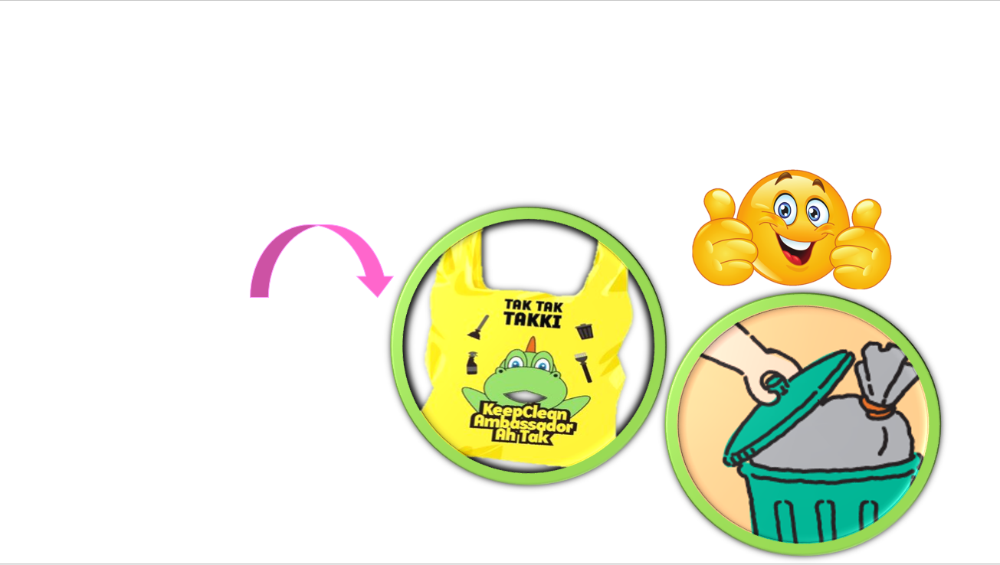 TAK TAK
TAKKI
KeepClean
Ambassador
Ah Tak